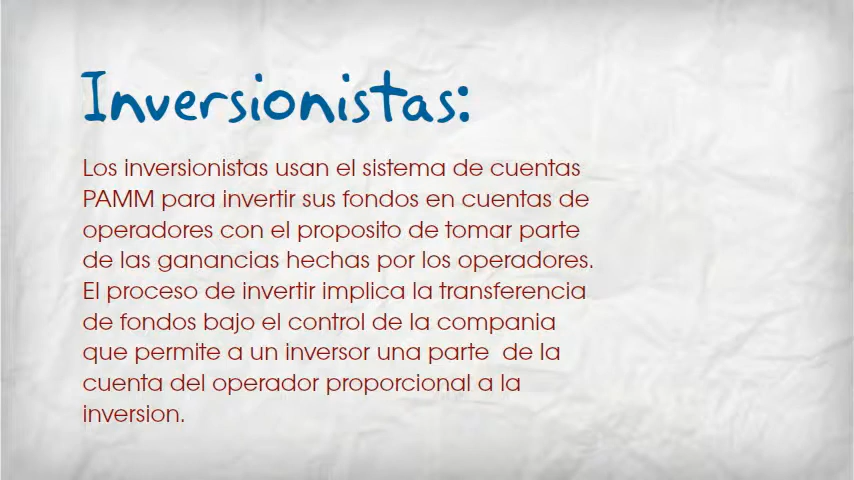 Inversionistas:
Los inversionistas usan el sistema de cuentas
PAMM para invertir sus fondos en cuentas de
operadores con el proposito de tomar parte
de las ganancias hechas por los operadores.
El proceso de invertir implica la transferencia
de fondos bajo el control de la compania
que permite a un inversor una parte  de la
cuenta del operador proporcional a la
inversion.